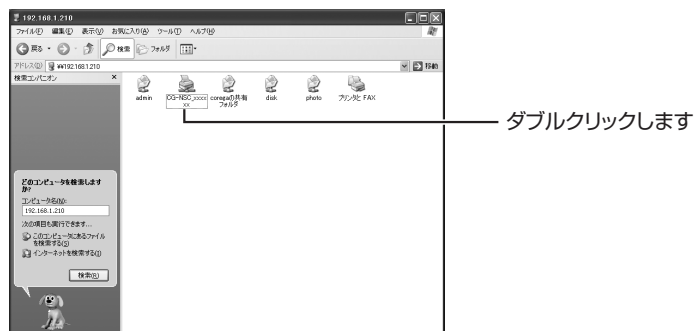 192.168.1.210
ファイル(F) 編集(E) 表示(V) お気に入り(A) ツール(T) ヘルプ(H)
戻る 検索 フォルダ
アドレス(D) \\192.168.1.210 移動
検索コンパニオン
admin CG-NSC_xxxxxx coregaの共有フォルダ disk photo プリンタと FAX
ダブルクリックします
どのコンピュータを検索しますか?
コンピュータ名(N):
192.168.1.210
次の項目も実行できます...
このコンピュータにあるファイルを検索する(S)
インターネットを検索する(I)
検索(R)